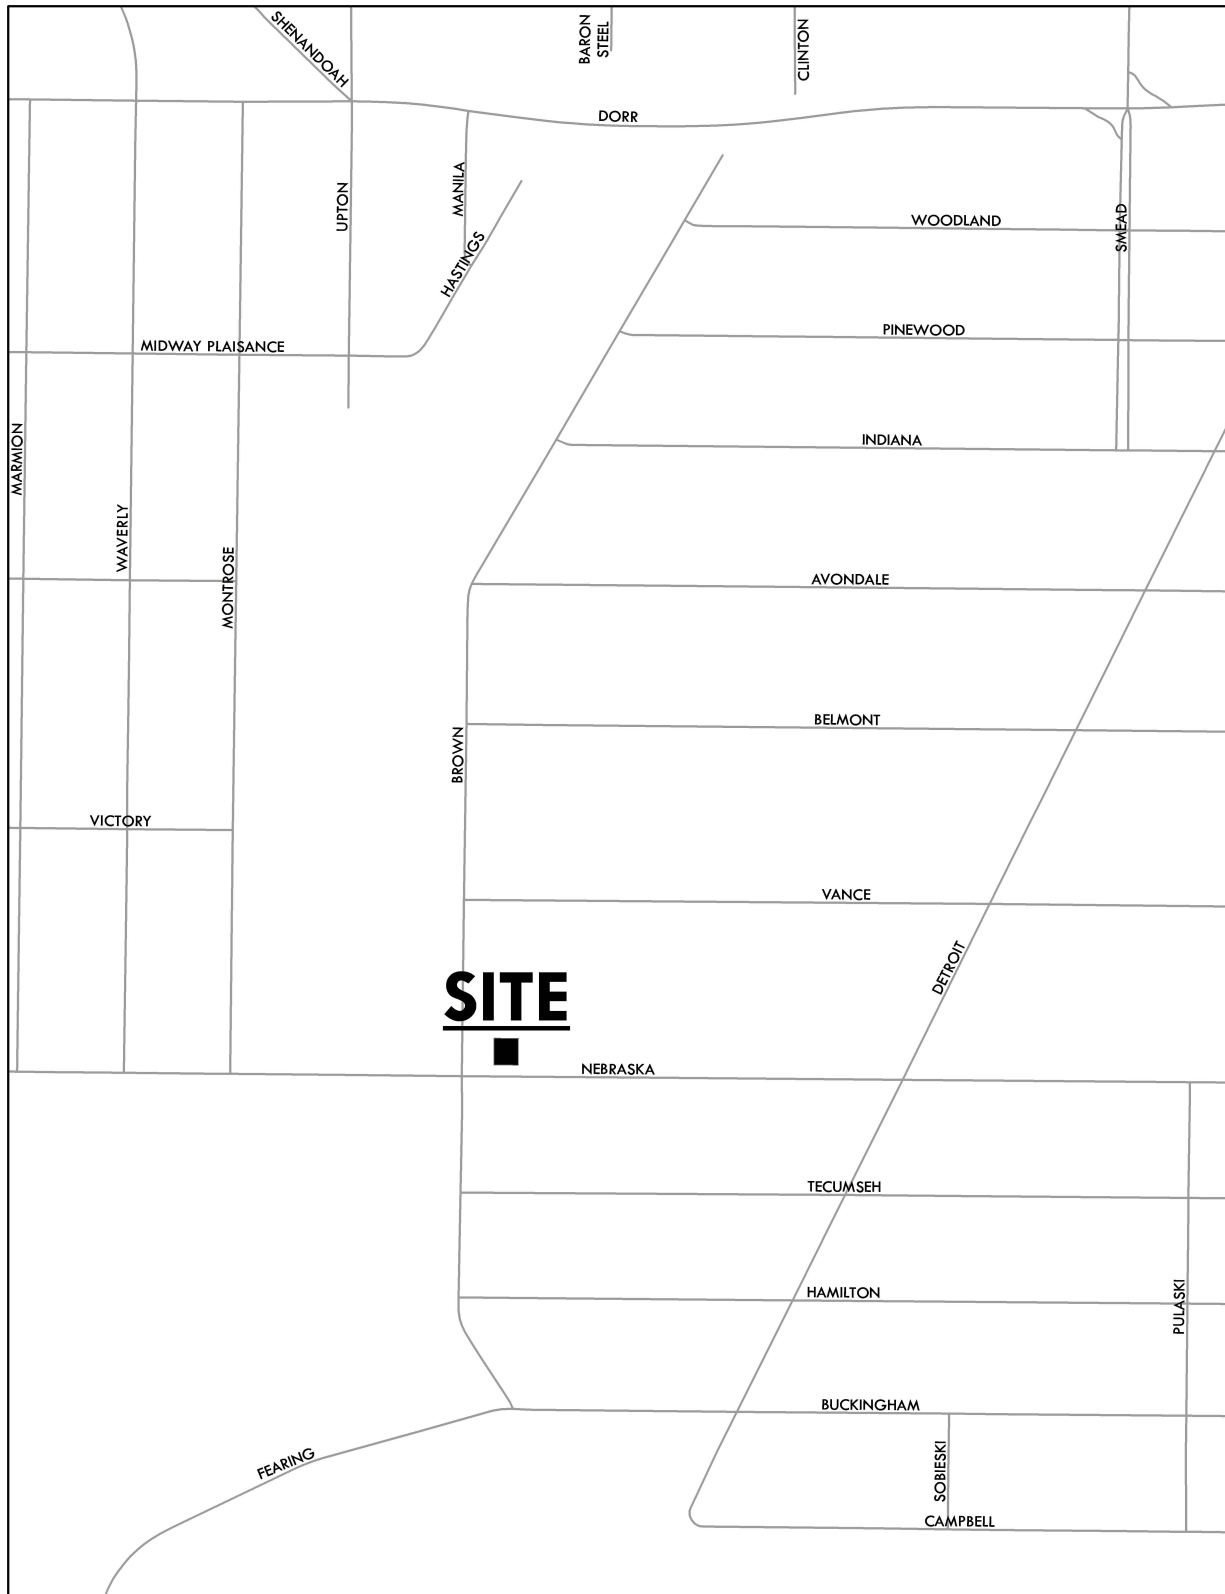 SHENANDOAH
BARON
STEEL
CLINTON
DORR
UPTON
MANILA
HASTINGS
WOODLAND
SMEAD
PINEWOOD
MIDWAY PLAISANCE
INDIANA
MARMION
WAVERLY
MONTROSE
AVONDALE
BELMONT
BROWN
VICTORY
VANCE
DETROIT
SITE
NEBRASKA
TECUMSEH
HAMILTON
PULASKI
BUCKINGHAM
FEARING
SOBIESKI
CAMPBELL